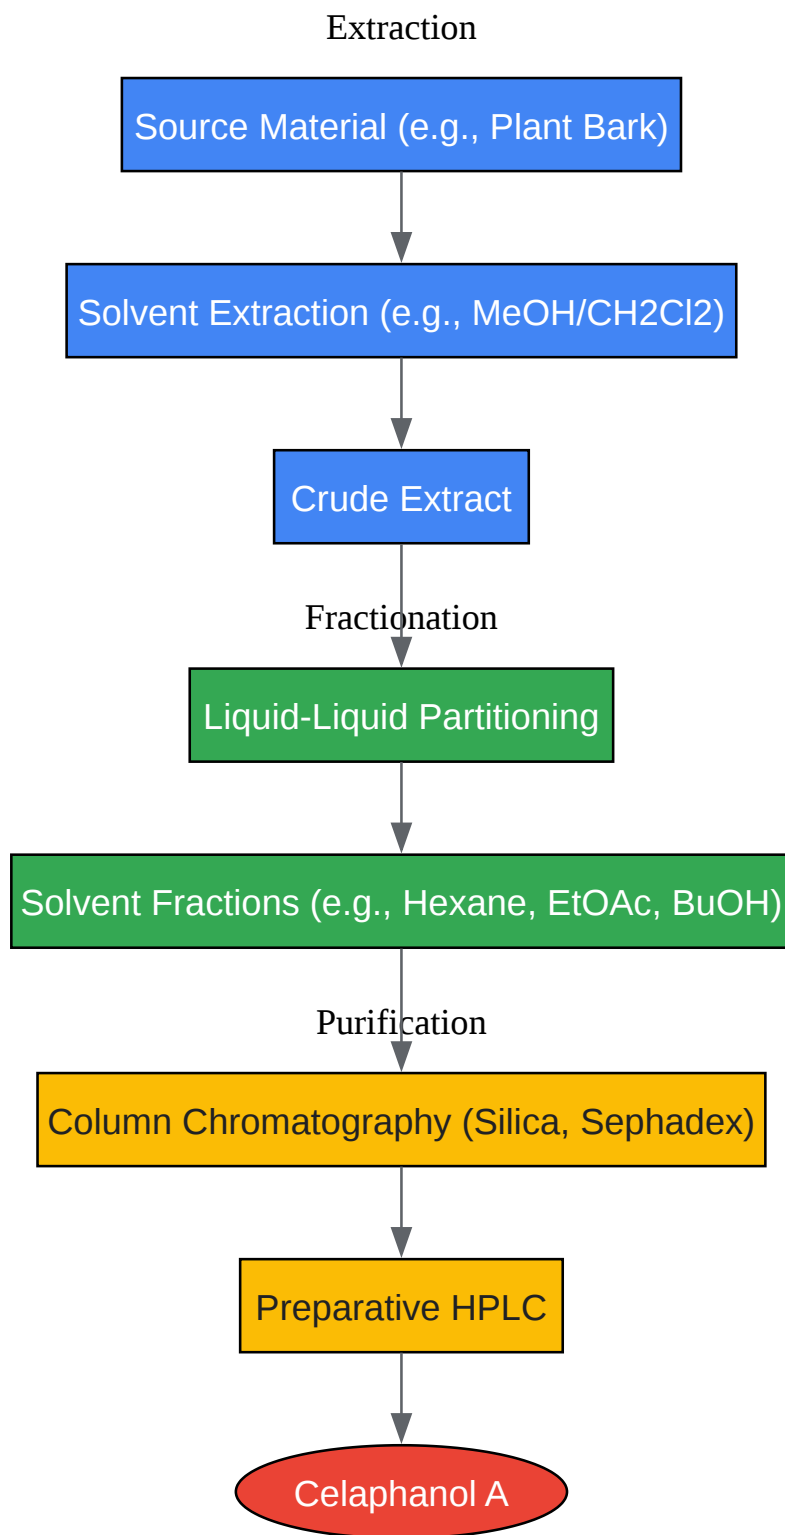 Extraction
Source Material (e.g., Plant Bark)
Solvent Extraction (e.g., MeOH/CH2Cl2)
Crude Extract
Fractionation
Liquid-Liquid Partitioning
Solvent Fractions (e.g., Hexane, EtOAc, BuOH)
Purification
Column Chromatography (Silica, Sephadex)
Preparative HPLC
Celaphanol A